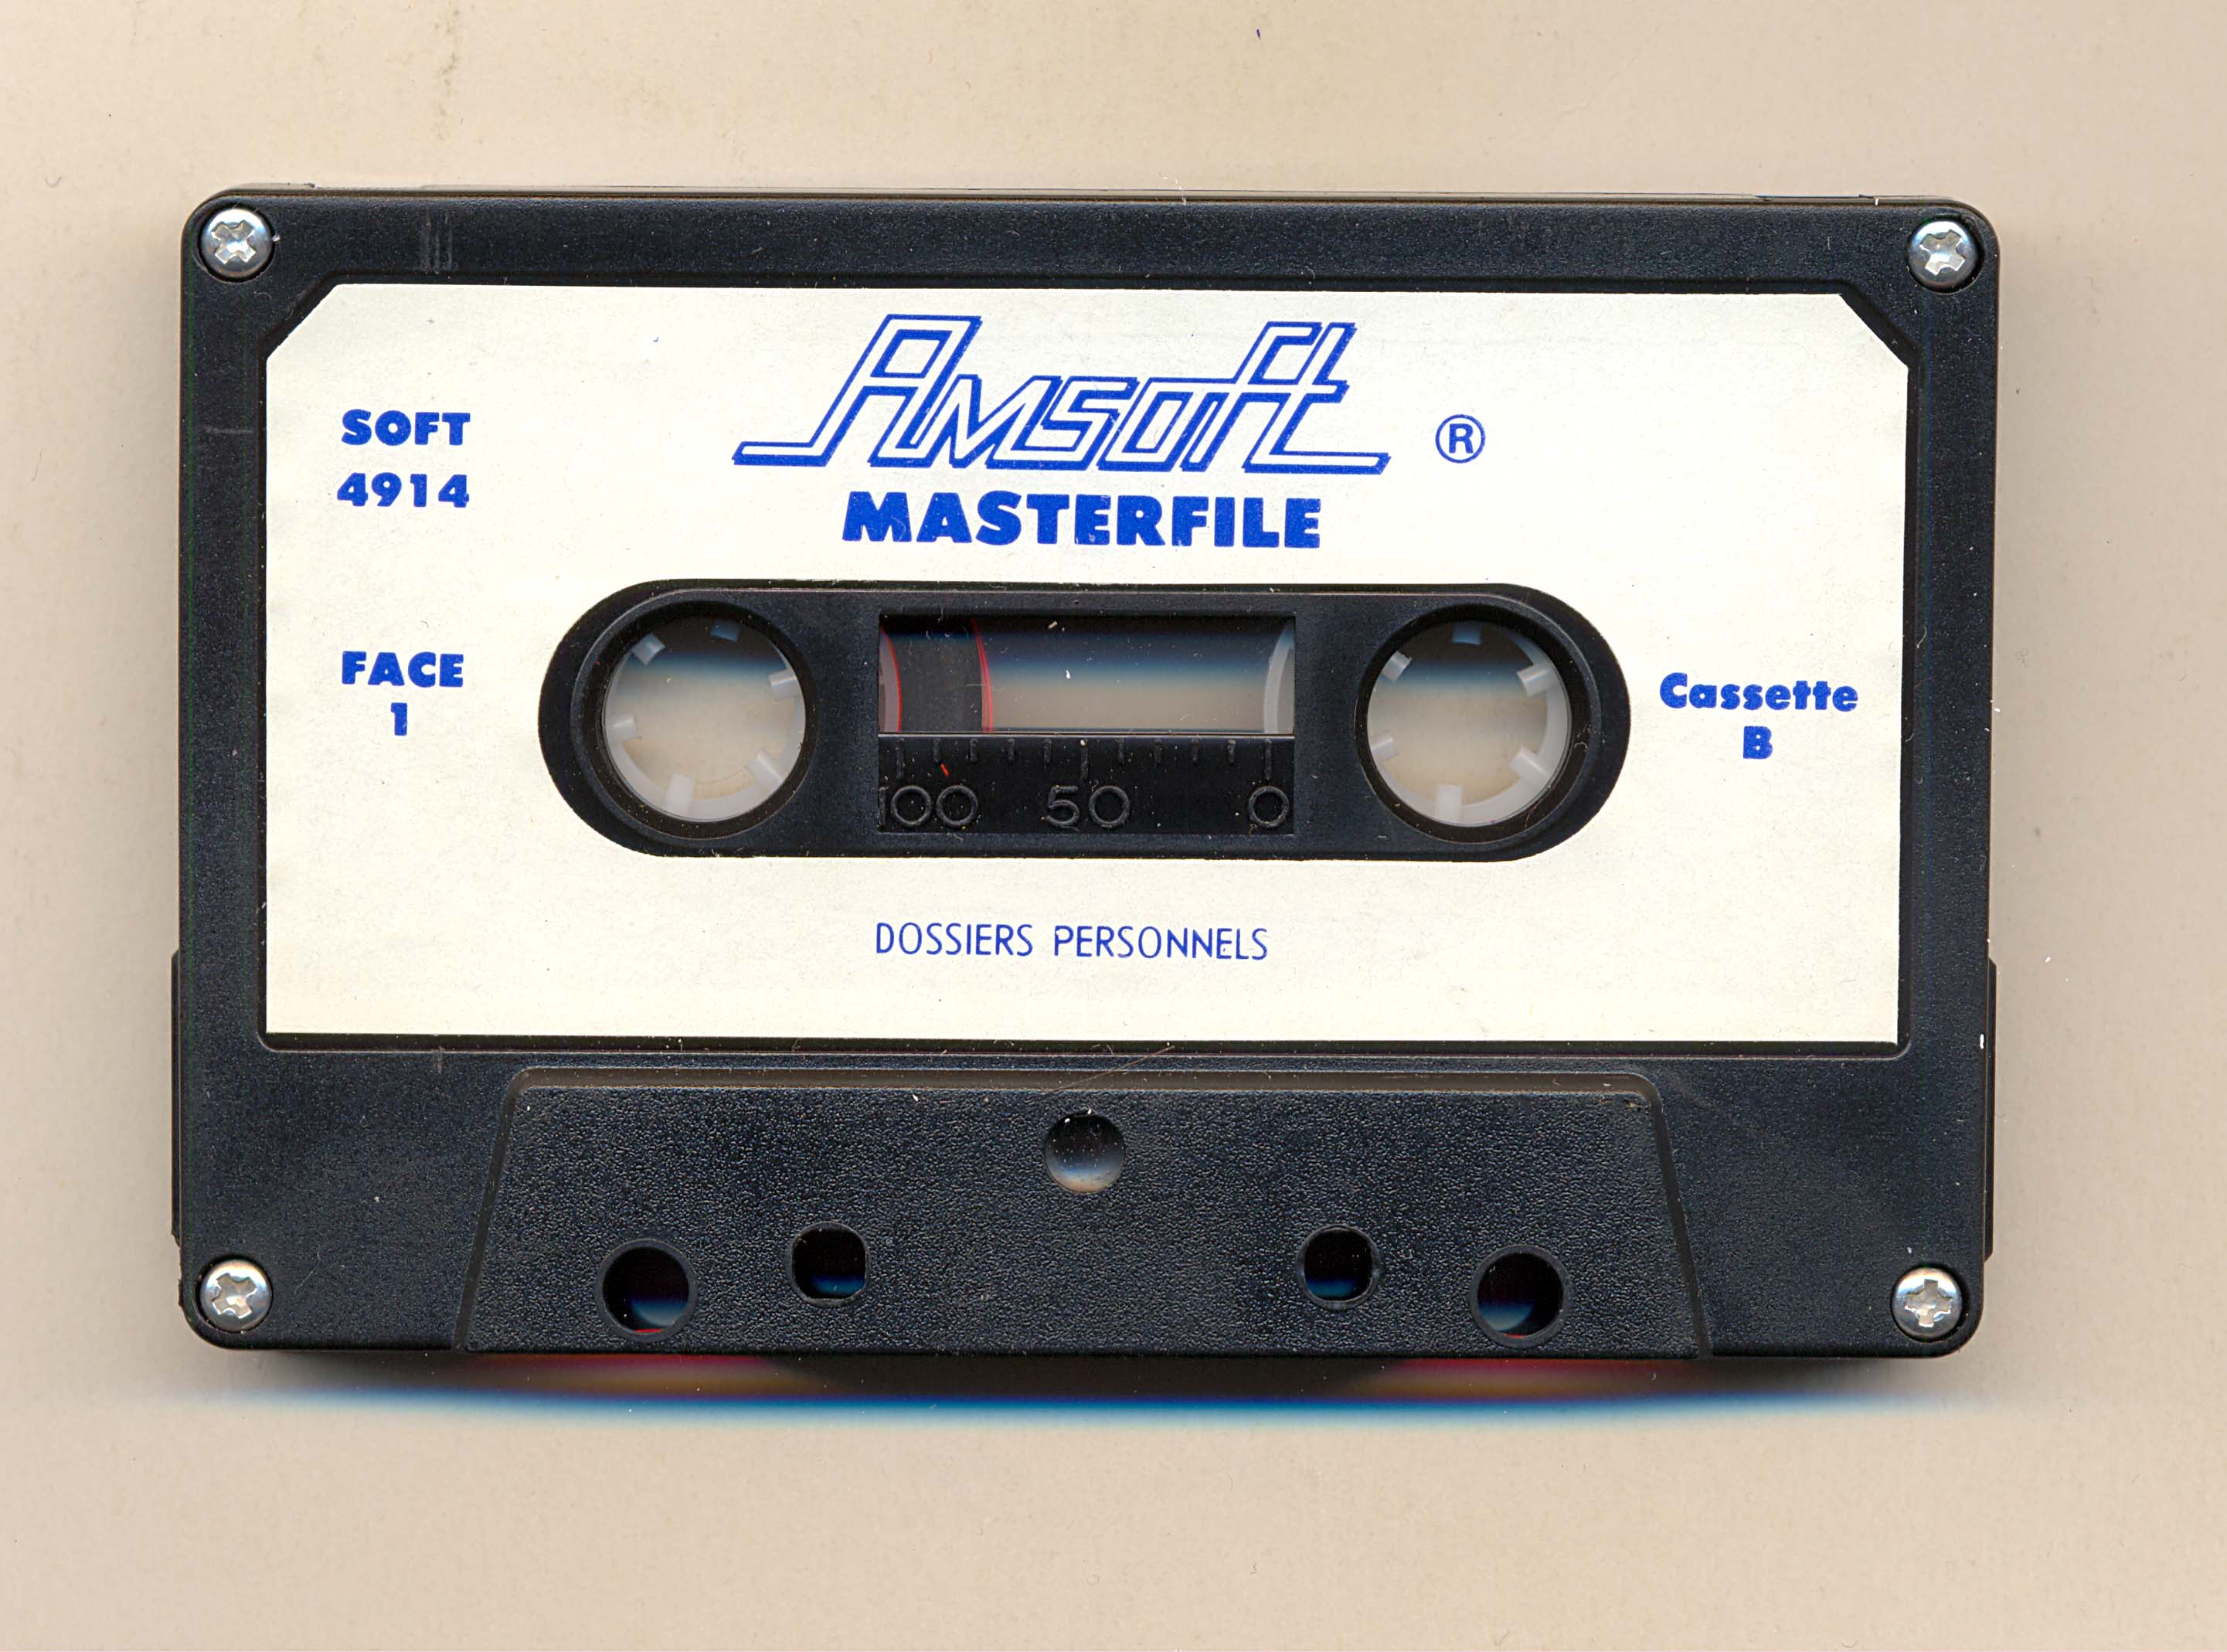 Amsoft ®
MASTERFILE
SOFT
4914
FACE
1
Cassette
B
100 50 0
DOSSIERS PERSONNELS